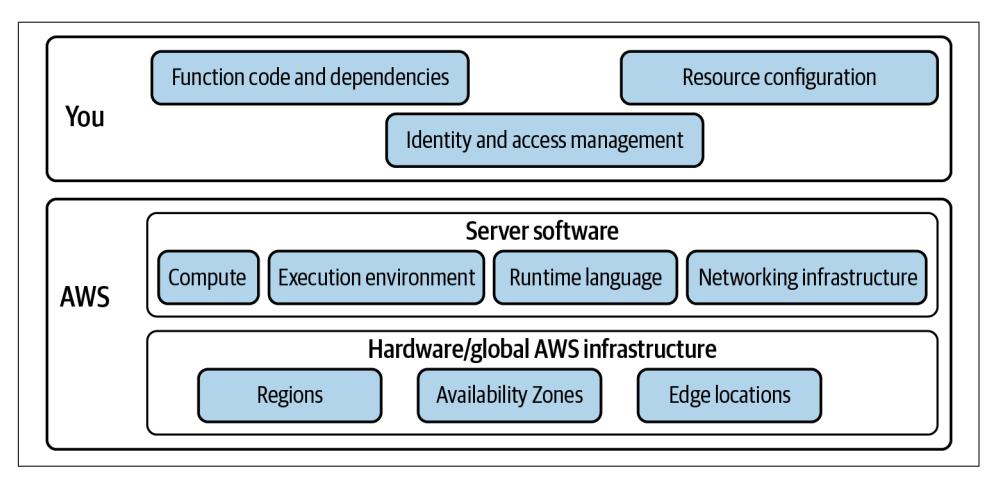 Function code and dependencies
Resource configuration
You
Identity and access management
Server software
Compute
Execution environment
Runtime language
Networking infrastructure
AWS
Hardware/global AWS infrastructure
Regions
Availability Zones
Edge locations